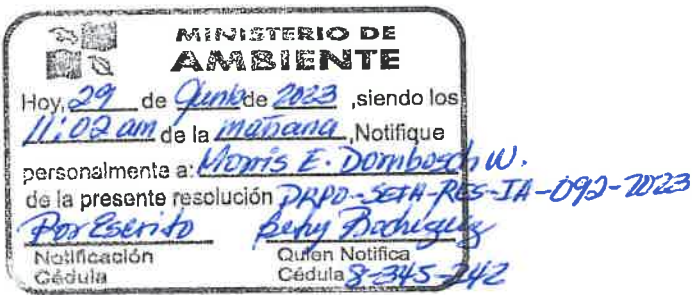 MINISTERIO DE
AMBIENTE
Hoy, 29 de Junio de 2023 ,siendo los
11:02 am de la mañana ,Notifique
personalmente a: Morris E. Dombosch W.
de la presente resolución DRPO-SEIA-RES-IA-092-2023
Por Escrito Betty Rodriguez
Notificación Quien Notifica
Cédula Cédula 8-345-242